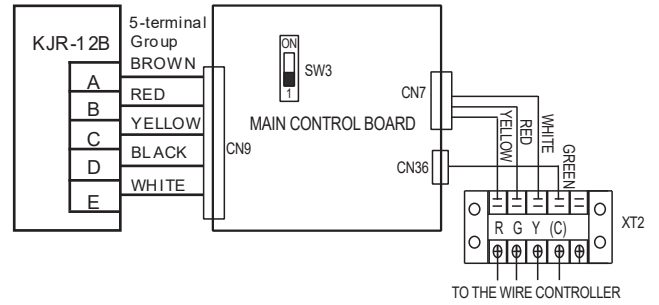 5-terminal
Group
KJR-12B
BROWN
A
RED
B
YELLOW
C
BLACK
D
WHITE
E
CN9
ON
1
SW3
MAIN CONTROL BOARD
CN7
CN36
YELLOW
RED
WHITE
GREEN
R G Y (C)
XT2
TO THE WIRE CONTROLLER